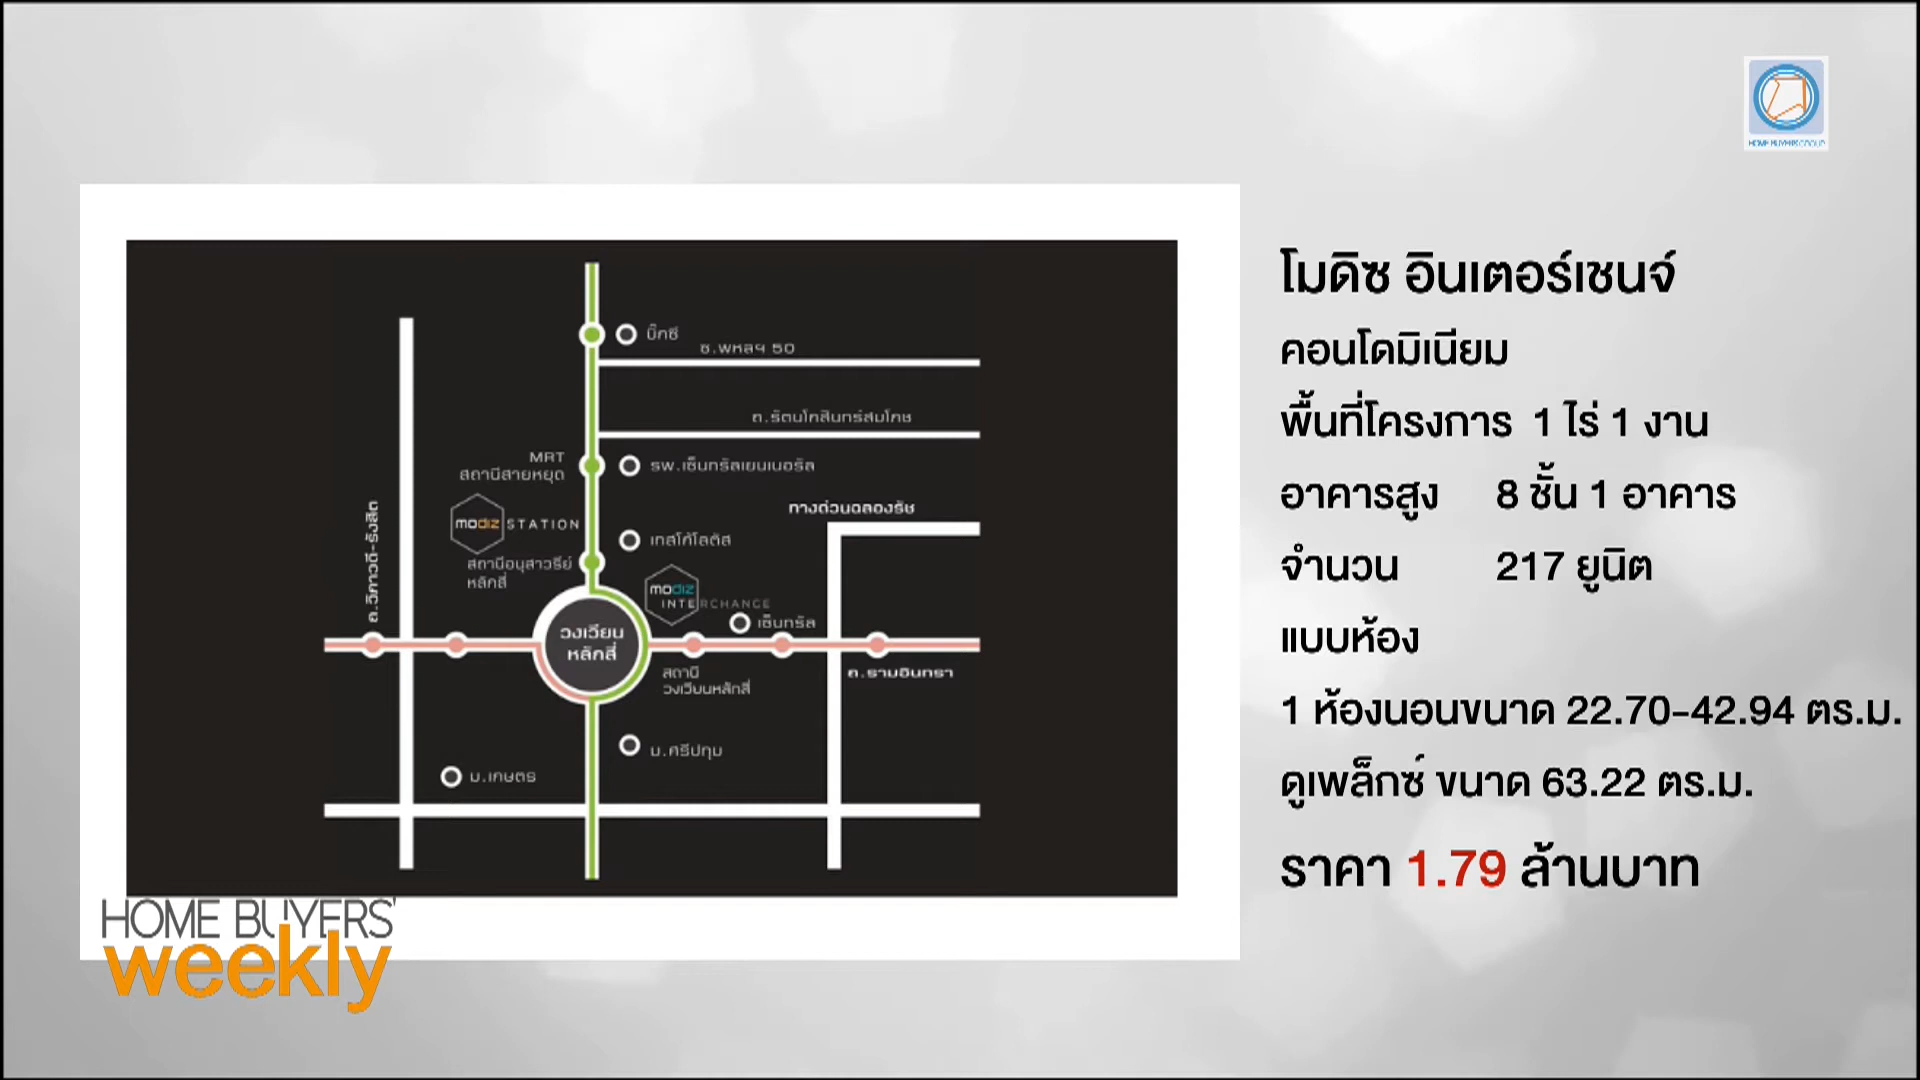 HOME BUYERS GROUP
บิ๊กซี
ซ.พหลฯ 50
ถ.รัตนโกสินทร์สมโภช
MRT
สถานีสายหยุด
รพ.เซ็นทรัลเยนเนอรัล
ทางด่วนฉลองรัช
modiz STATION
เทสโก้โลตัส
ถ.วิภาวดี-รังสิต
สถานีอนุสาวรีย์
หลักสี่
modiz
INTERCHANGE
เซ็นทรัล
วงเวียน
หลักสี่
สถานี
วงเวียนหลักสี่
ถ.รามอินทรา
ม.ศรีปทุม
ม.เกษตร
HOME BUYERS'
weekly
โมดิซ อินเตอร์เชนจ์
คอนโดมิเนียม
พื้นที่โครงการ 1 ไร่ 1 งาน
อาคารสูง 8 ชั้น 1 อาคาร
จำนวน 217 ยูนิต
แบบห้อง
1 ห้องนอนขนาด 22.70-42.94 ตร.ม.
ดูเพล็กซ์ ขนาด 63.22 ตร.ม.
ราคา 1.79 ล้านบาท